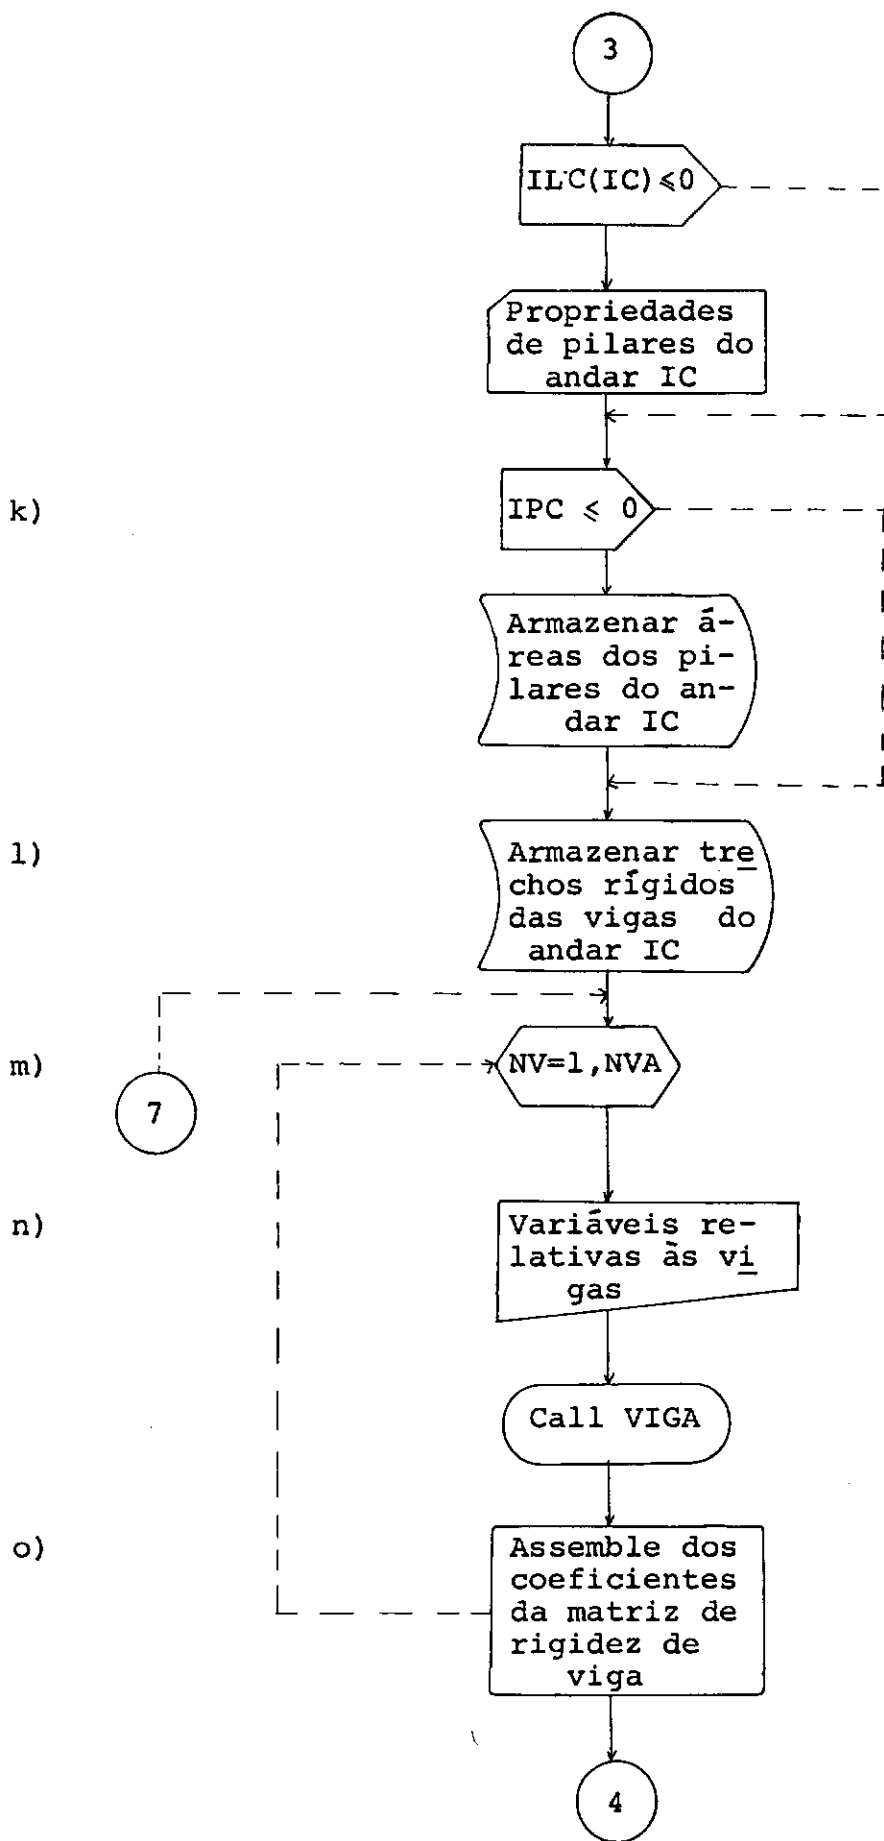 3
ILC(IC) ⩽0
Propriedades
de pilares do
andar IC
k)
IPC ⩽ 0
Armazenar á-
reas dos pi-
lares do an-
dar IC
l)
Armazenar tre
chos rígidos
das vigas do
andar IC
m)
NV=1,NVA
7
n)
Variáveis re-
lativas às vi
gas
Call VIGA
o)
Assemble dos
coeficientes
da matriz de
rigidez de
viga
4